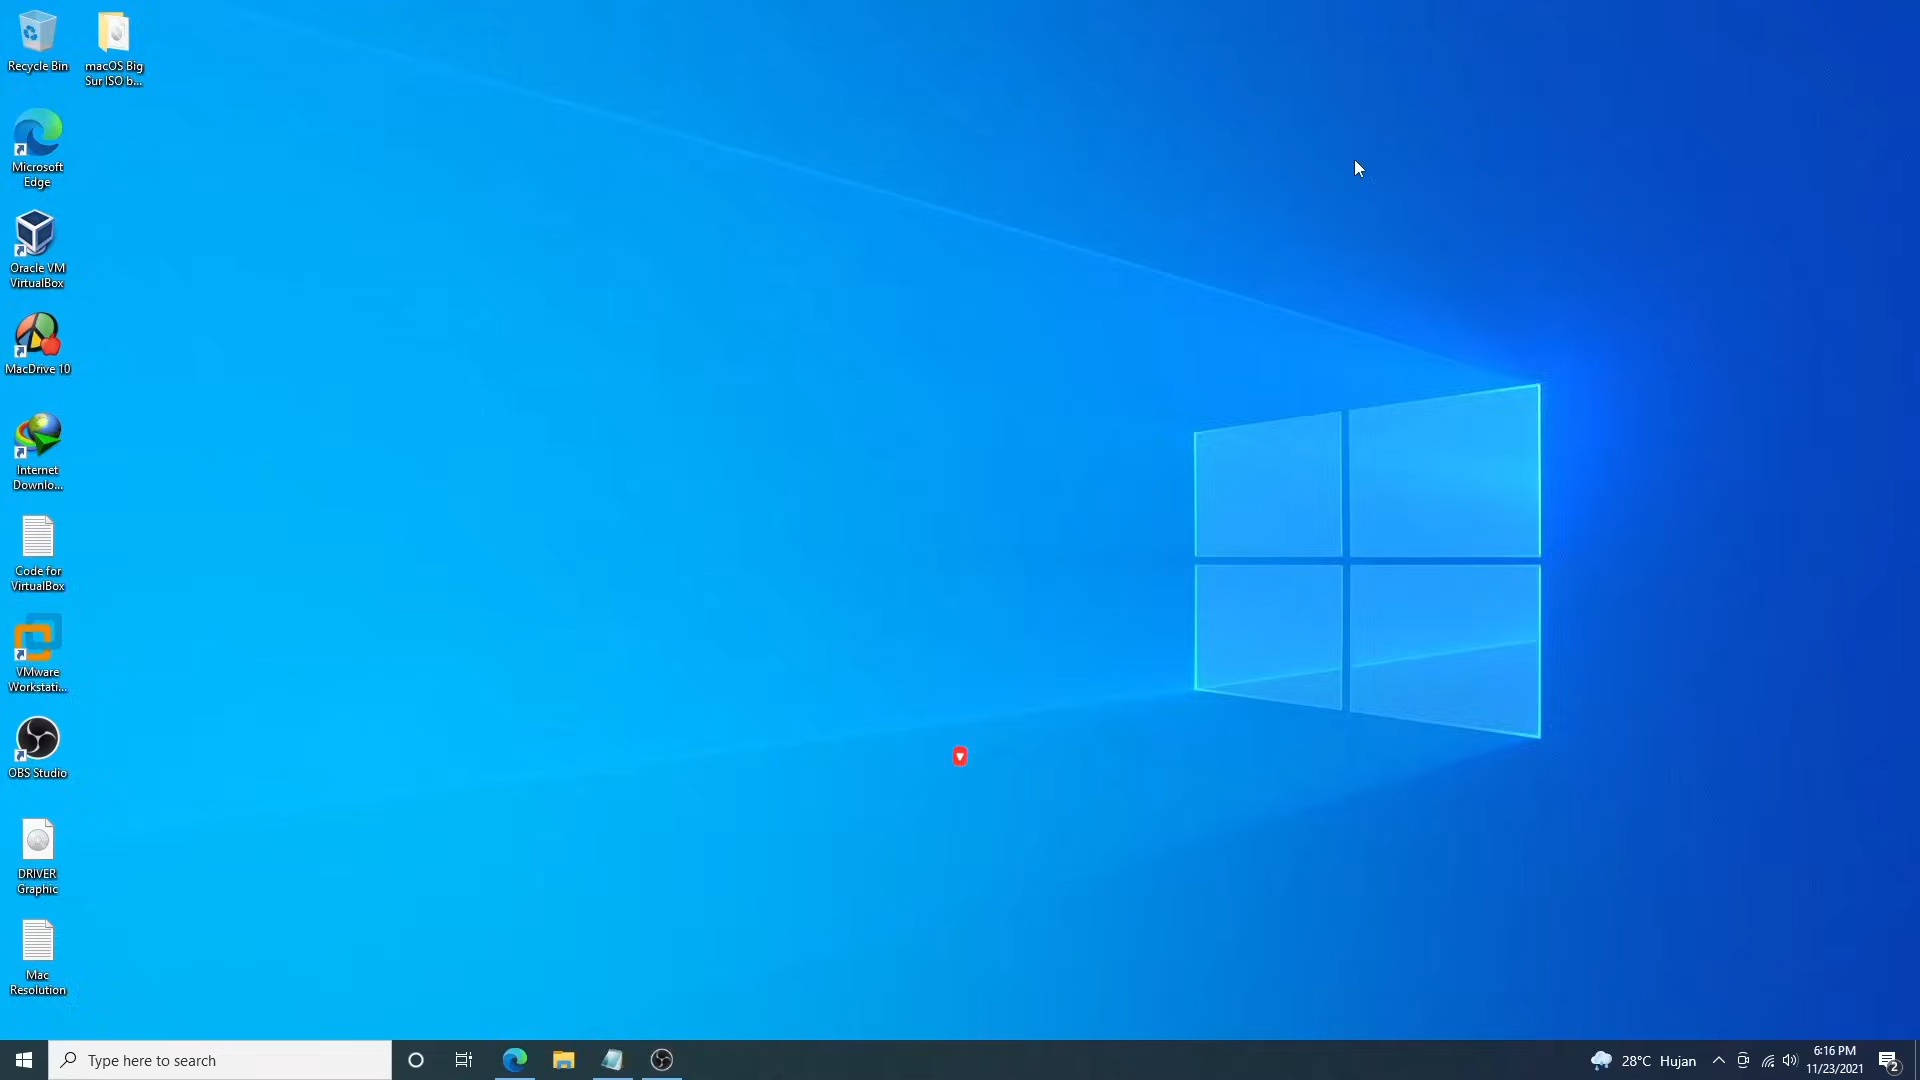 Recycle Bin
macOS Big
Sur ISO b...
Microsoft
Edge
Oracle VM
VirtualBox
MacDrive 10
Internet
Downlo...
Code for
VirtualBox
VMware
Workstati...
OBS Studio
DRIVER
Graphic
Mac
Resolution
Type here to search
28°C Hujan
6:16 PM
11/23/2021
2